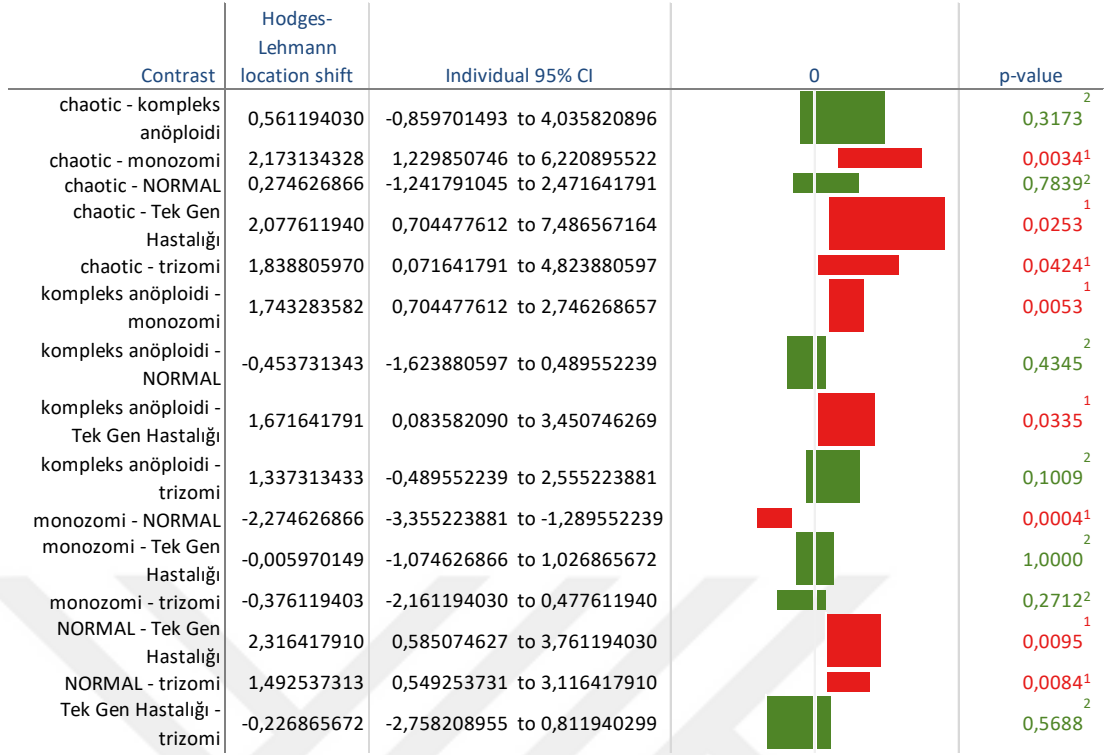 Hodges-
Lehmann
Contrast location shift Individual 95% CI 0 p-value
chaotic - kompleks
anöploidi 0,561194030 -0,859701493 to 4,035820896 0,3173²
chaotic - monozomi 2,173134328 1,229850746 to 6,220895522 0,0034¹
chaotic - NORMAL 0,274626866 -1,241791045 to 2,471641791 0,7839²
chaotic - Tek Gen
Hastalığı 2,077611940 0,704477612 to 7,486567164 0,0253¹
chaotic - trizomi 1,838805970 0,071641791 to 4,823880597 0,0424¹
kompleks anöploidi -
monozomi 1,743283582 0,704477612 to 2,746268657 0,0053¹
kompleks anöploidi -
NORMAL -0,453731343 -1,623880597 to 0,489552239 0,4345²
kompleks anöploidi -
Tek Gen Hastalığı 1,671641791 0,083582090 to 3,450746269 0,0335¹
kompleks anöploidi -
trizomi 1,337313433 -0,489552239 to 2,555223881 0,1009²
monozomi - NORMAL -2,274626866 -3,355223881 to -1,289552239 0,0004¹
monozomi - Tek Gen
Hastalığı -0,005970149 -1,074626866 to 1,026865672 1,0000²
monozomi - trizomi -0,376119403 -2,161194030 to 0,477611940 0,2712²
NORMAL - Tek Gen
Hastalığı 2,316417910 0,585074627 to 3,761194030 0,0095¹
NORMAL - trizomi 1,492537313 0,549253731 to 3,116417910 0,0084¹
Tek Gen Hastalığı -
trizomi -0,226865672 -2,758208955 to 0,811940299 0,5688²